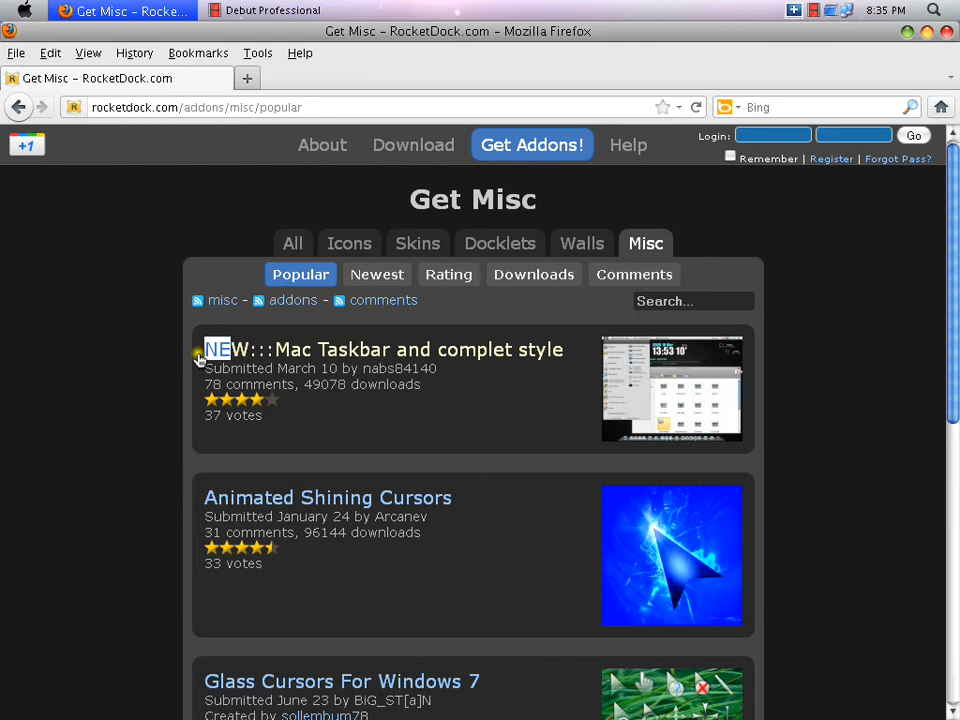 Get Misc - Rocke...
Debut Professional
8:35 PM
Get Misc – RocketDock.com – Mozilla Firefox
File Edit View History Bookmarks Tools Help
Get Misc – RocketDock.com
rocketdock.com/addons/misc/popular
Bing
+1
About Download Get Addons! Help
Login: Go
Remember | Register | Forgot Pass?
Get Misc
All Icons Skins Docklets Walls Misc
Popular Newest Rating Downloads Comments
misc - addons - comments
Search...
NEW:::Mac Taskbar and complet style
Submitted March 10 by nabs84140
78 comments, 49078 downloads
37 votes
13:53 10"
Animated Shining Cursors
Submitted January 24 by Arcanev
31 comments, 96144 downloads
33 votes
Glass Cursors For Windows 7
Submitted June 23 by BiG_ST[a]N
Created by sollembum78